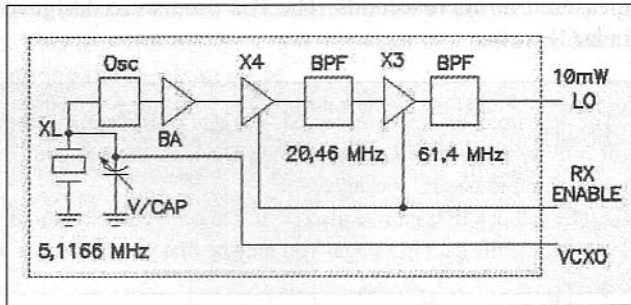 Osc
X4
BPF
X3
BPF
10mW
LO
XL
BA
20,46 MHz
61,4 MHz
RX
ENABLE
V/CAP
5,1166 MHz
VCXO